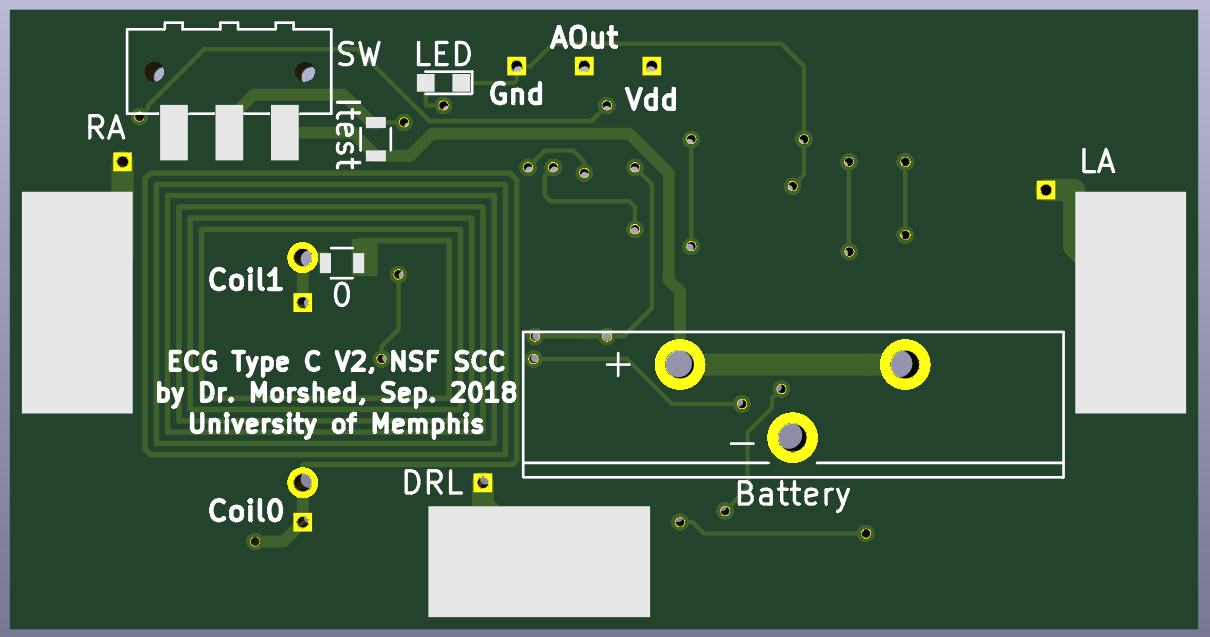 SW
LED
AOut
Gnd
Vdd
RA
Itest
LA
Coil1
0
+
ECG Type C V2, NSF SCC
by Dr. Morshed, Sep. 2018
University of Memphis
−
DRL
Battery
Coil0